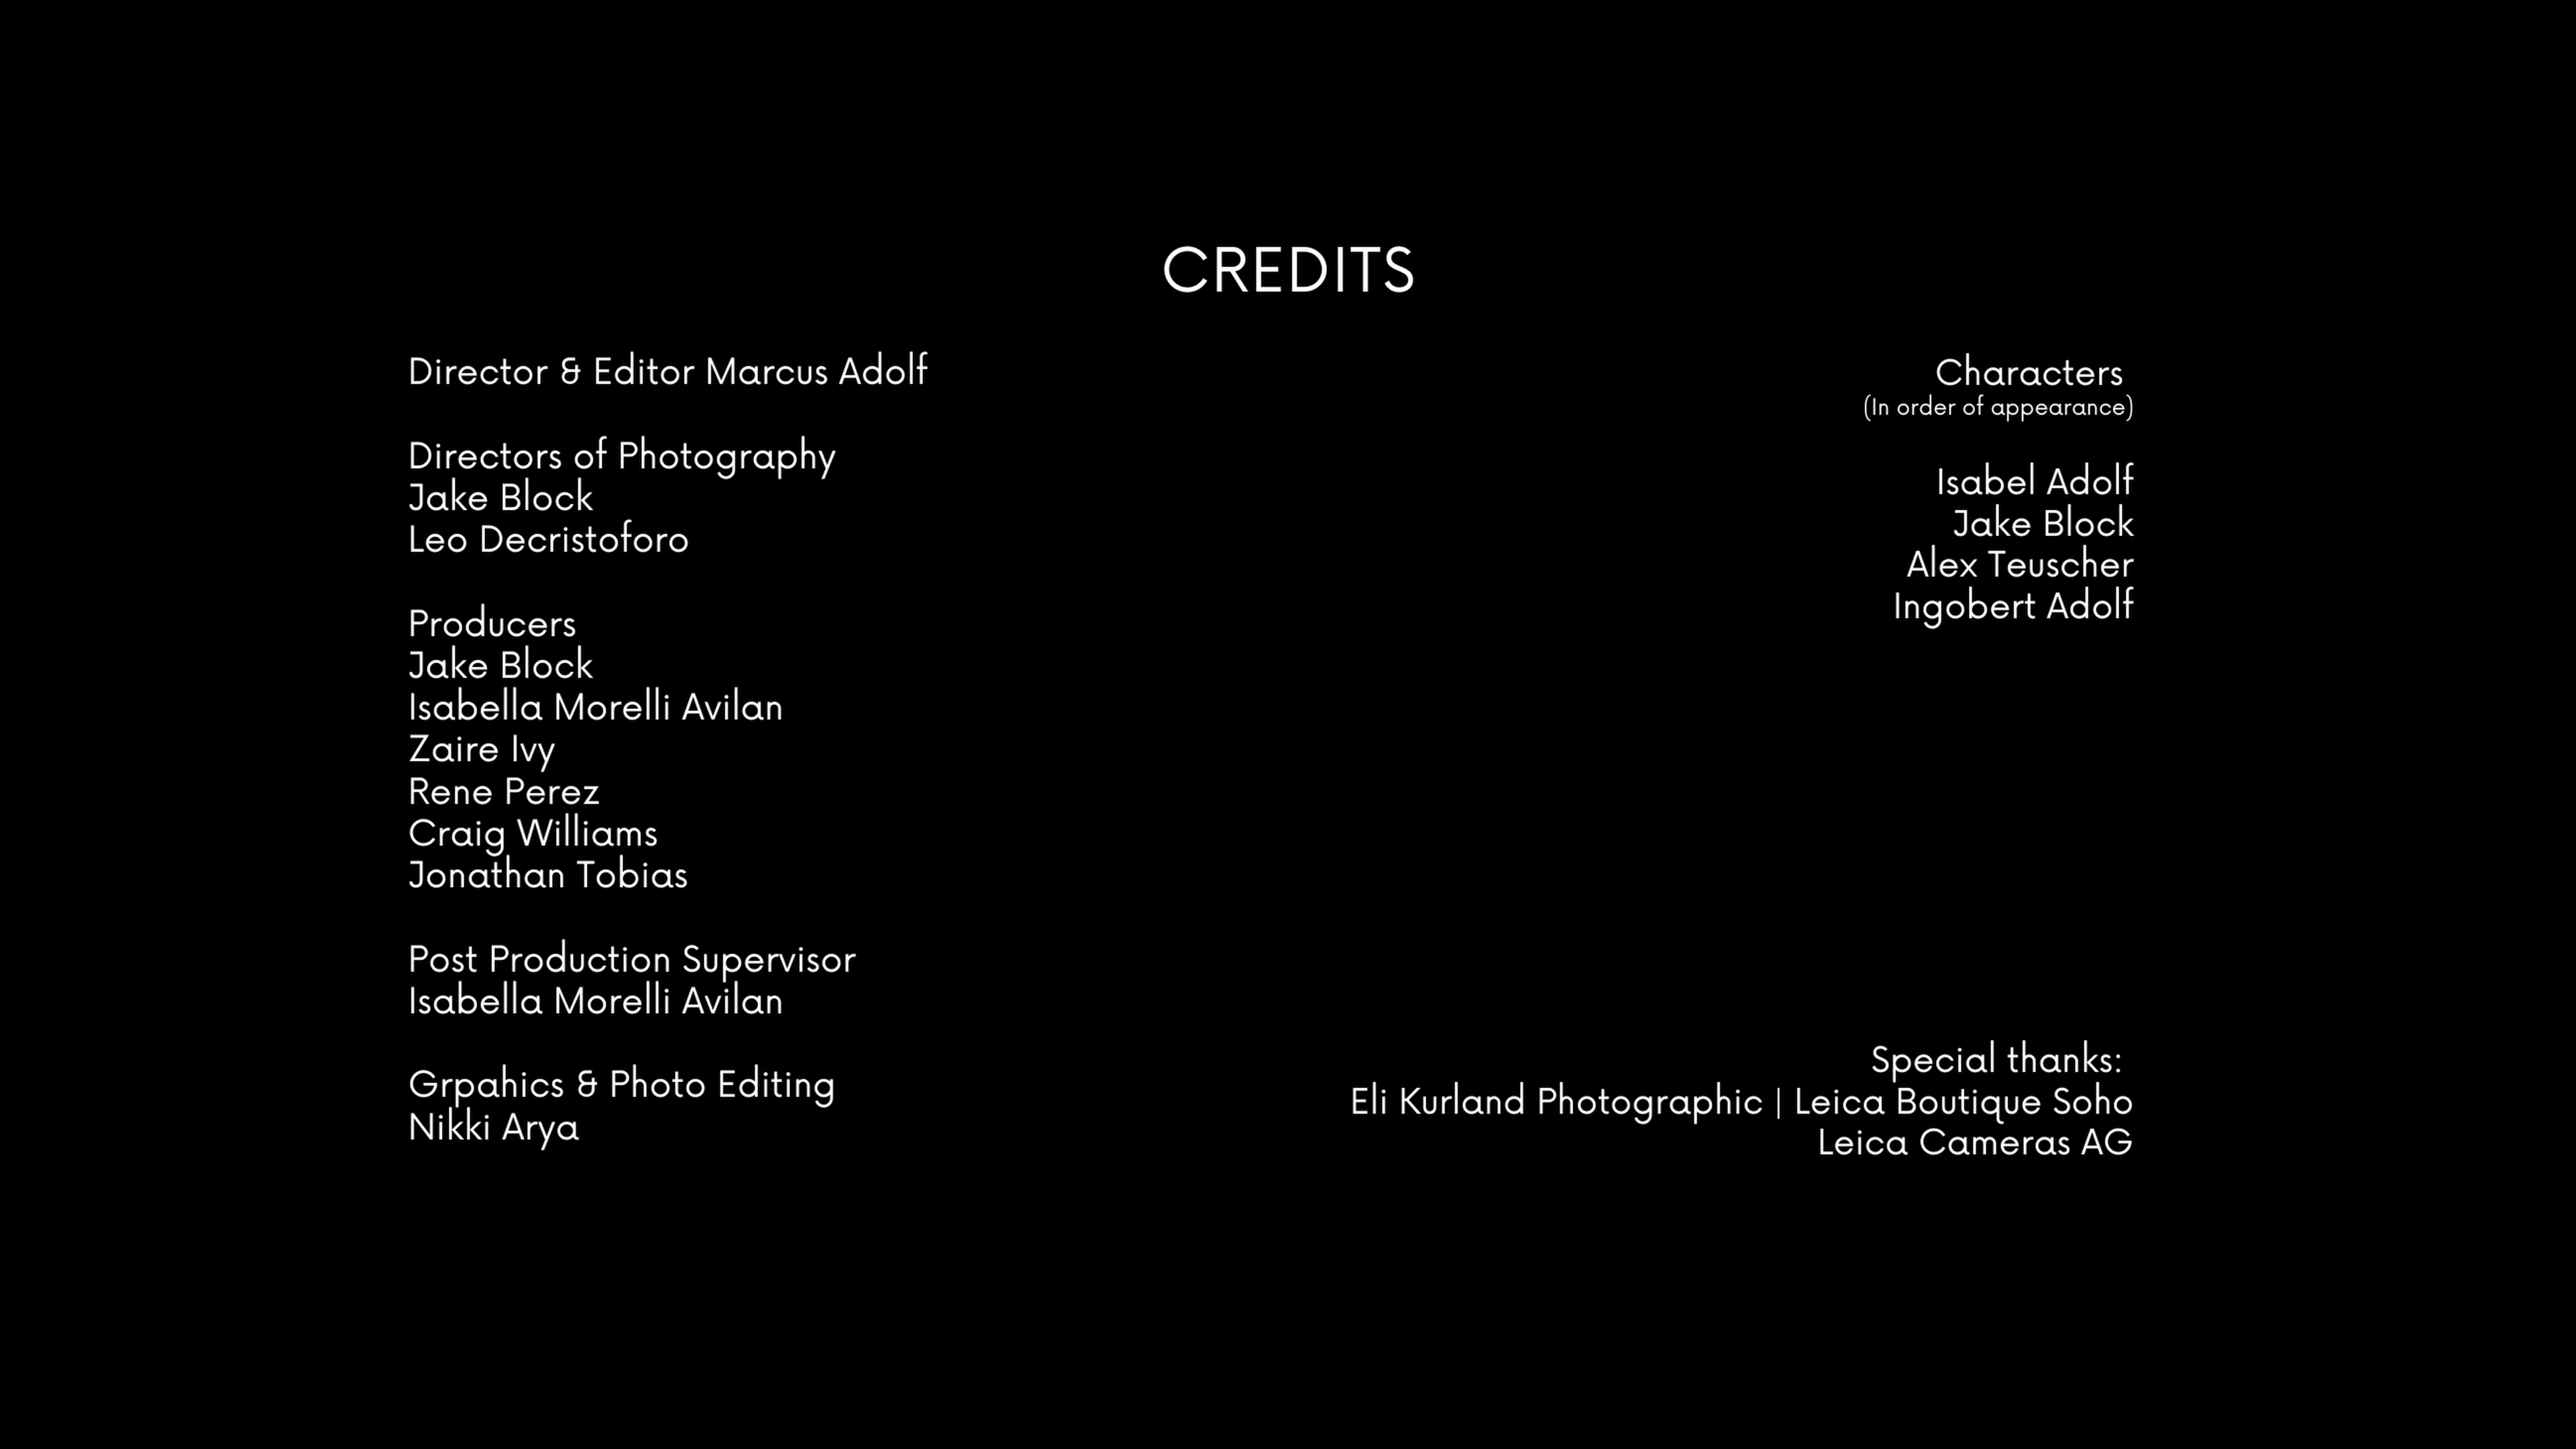 CREDITS
Director & Editor Marcus Adolf
Directors of Photography
Jake Block
Leo Decristoforo
Producers
Jake Block
Isabella Morelli Avilan
Zaire Ivy
Rene Perez
Craig Williams
Jonathan Tobias
Post Production Supervisor
Isabella Morelli Avilan
Grpahics & Photo Editing
Nikki Arya
Characters
(In order of appearance)
Isabel Adolf
Jake Block
Alex Teuscher
Ingobert Adolf
Special thanks:
Eli Kurland Photographic | Leica Boutique Soho
Leica Cameras AG